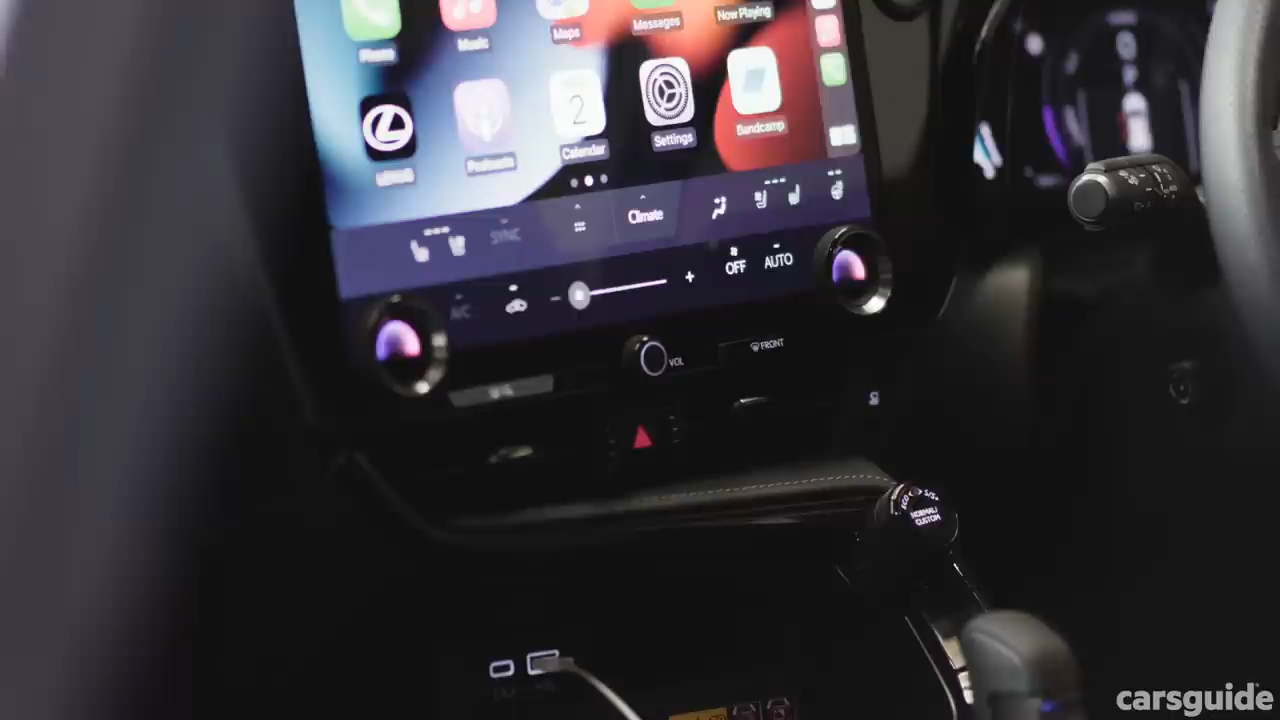 Phone
Music
Maps
Messages
Now Playing
Podcasts
2
Calendar
Settings
Bandcamp
SYNC
Climate
A/C
OFF
AUTO
VOL
FRONT
ECO
S/S+
NORMAL/
CUSTOM
carsguide